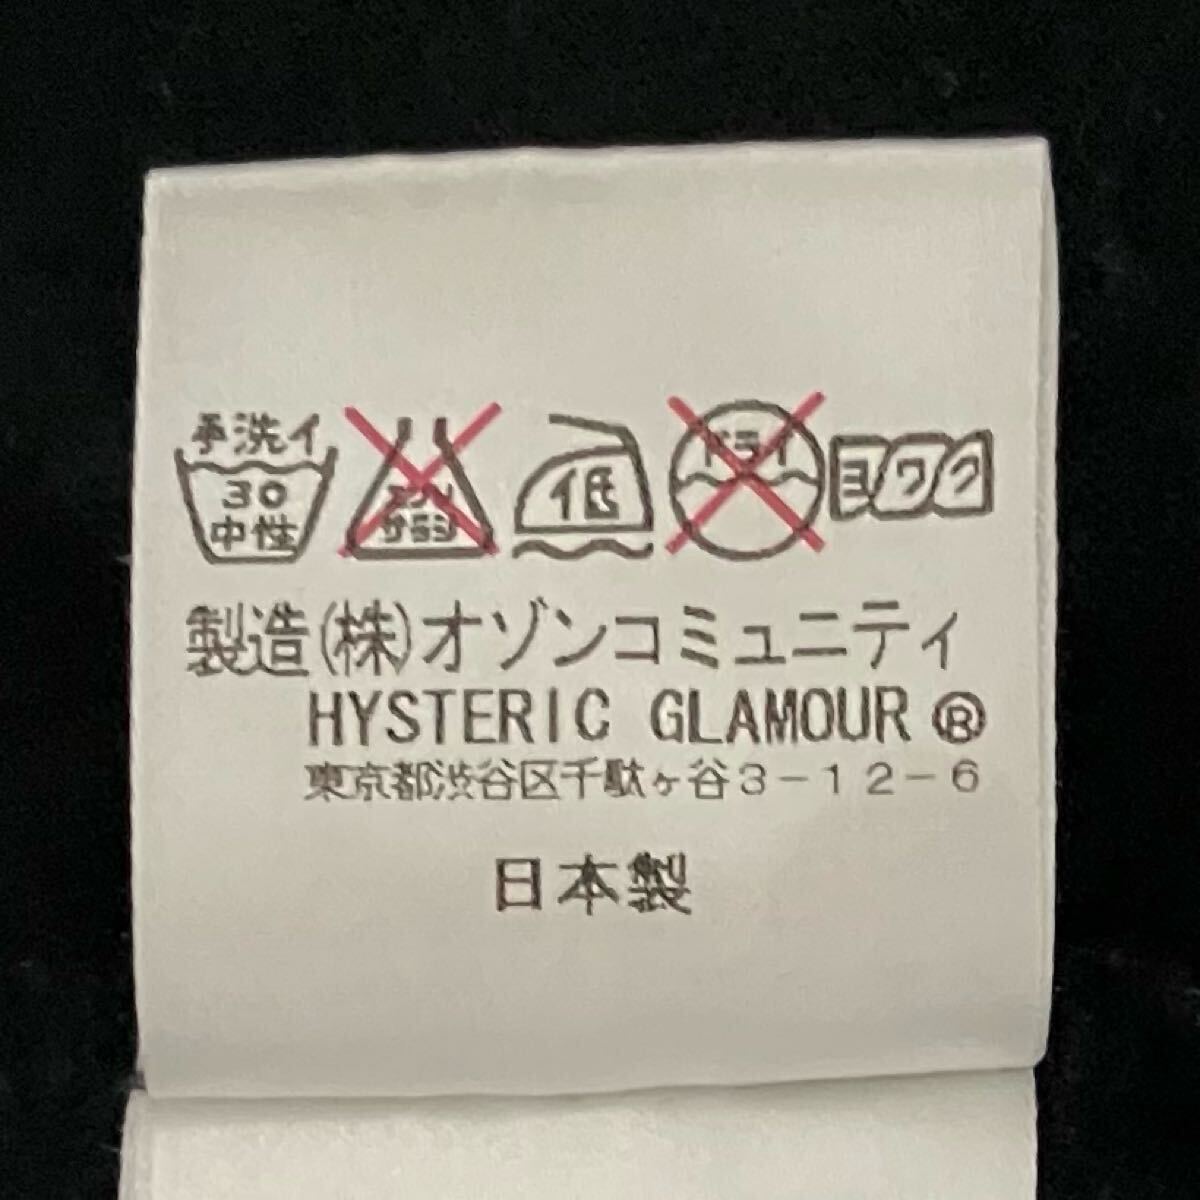 手洗イ
30
中性
エンソ
サラシ
低
ドライ
ヨワク
製造(株)オゾンコミュニティ
HYSTERIC GLAMOUR®
東京都渋谷区千駄ヶ谷3-12-6
日本製